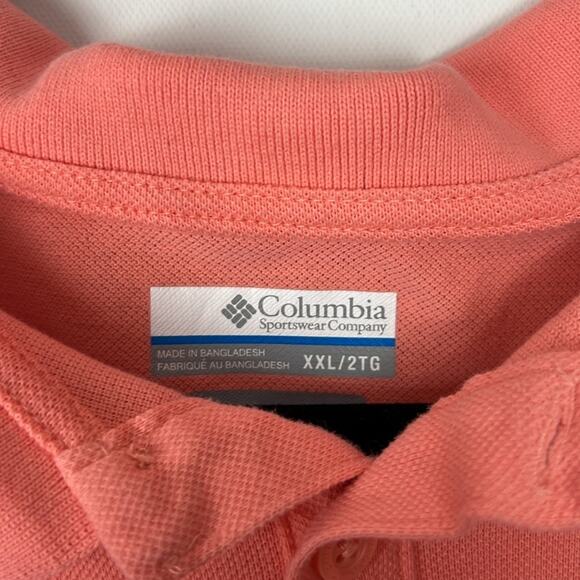 Columbia
Sportswear Company
MADE IN BANGLADESH
FABRIQUÉ AU BANGLADESH
XXL/2TG